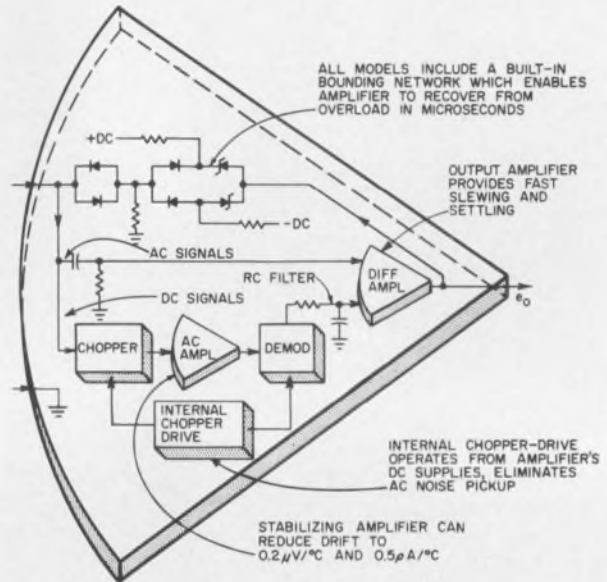 ALL MODELS INCLUDE A BUILT-IN
BOUNDING NETWORK WHICH ENABLES
AMPLIFIER TO RECOVER FROM
OVERLOAD IN MICROSECONDS
+DC
OUTPUT AMPLIFIER
PROVIDES FAST
SLEWING AND
SETTLING
-DC
AC SIGNALS
RC FILTER
DIFF
AMPL
DC SIGNALS
e₀
CHOPPER
AC
AMPL
DEMOD
INTERNAL
CHOPPER
DRIVE
INTERNAL CHOPPER-DRIVE
OPERATES FROM AMPLIFIER'S
DC SUPPLIES, ELIMINATES
AC NOISE PICKUP
STABILIZING AMPLIFIER CAN
REDUCE DRIFT TO
0.2μV/°C AND 0.5ρA/°C